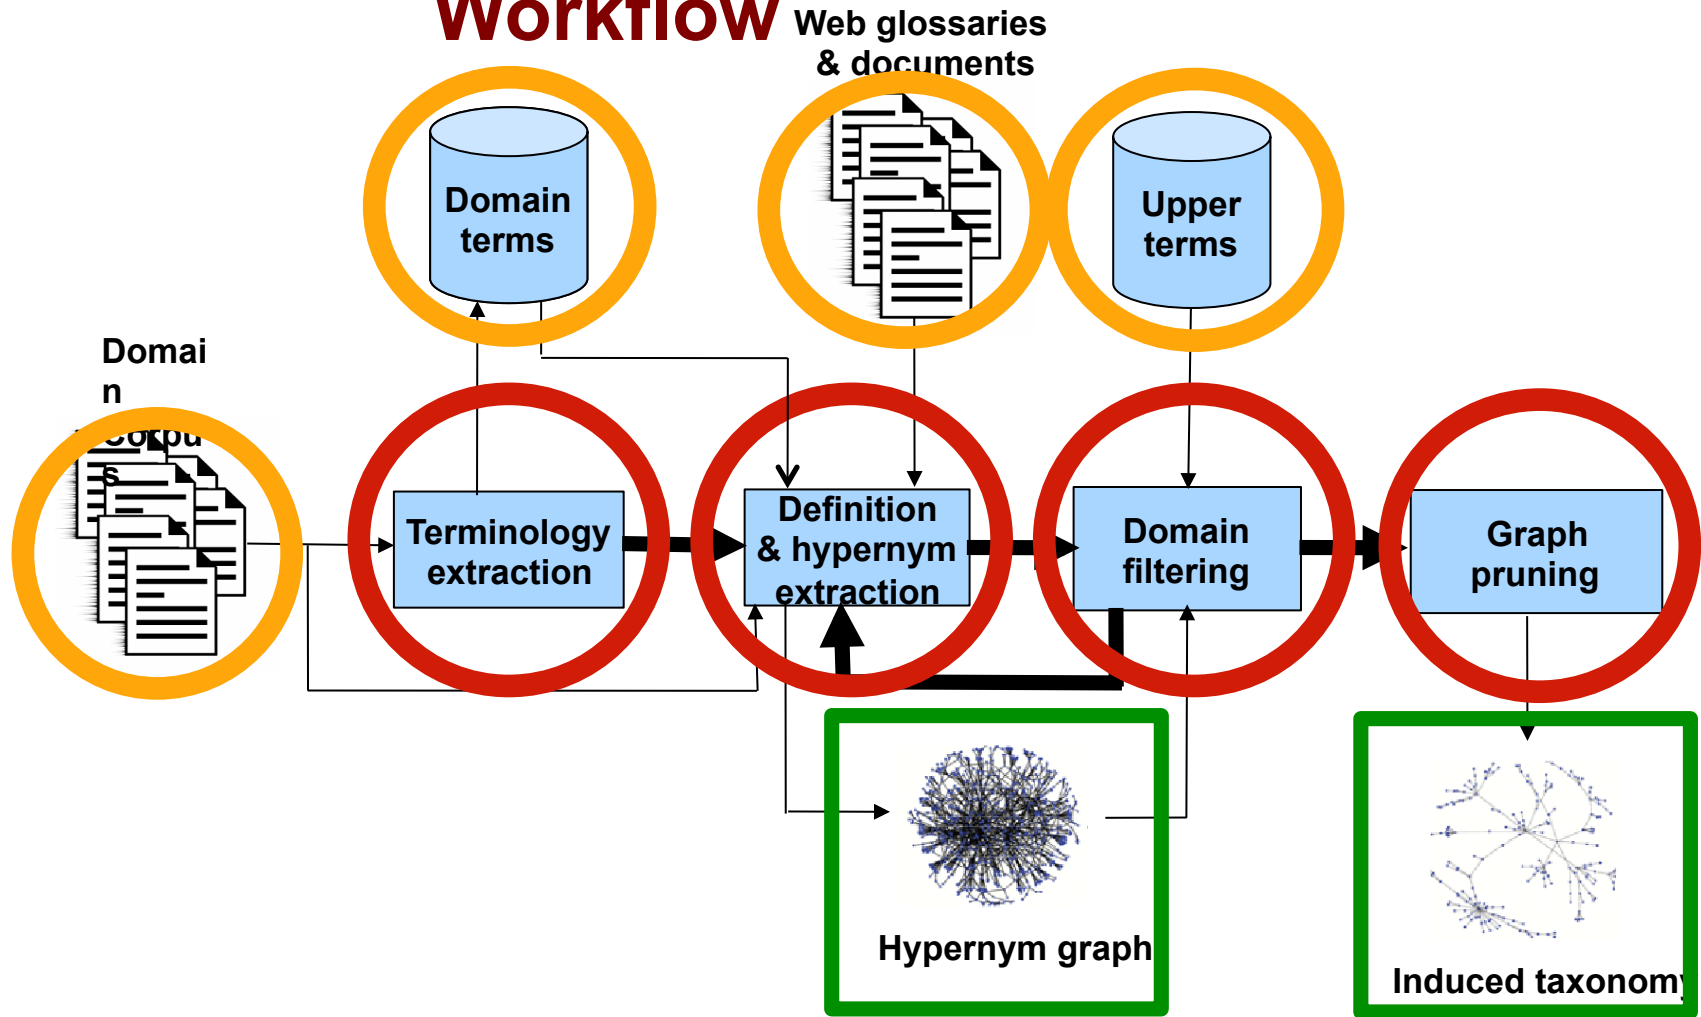 Workflow
Web glossaries
& documents
Domain
terms
Upper
terms
Domai
n
Corpu
s
Terminology
extraction
Definition
& hypernym
extraction
Domain
filtering
Graph
pruning
Hypernym graph
Induced taxonomy